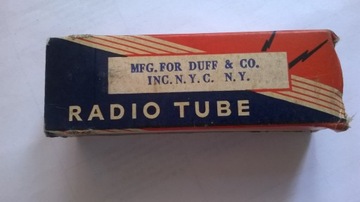 MFG. FOR DUFF & CO.
INC. N. Y. C.  N. Y.
RADIO TUBE